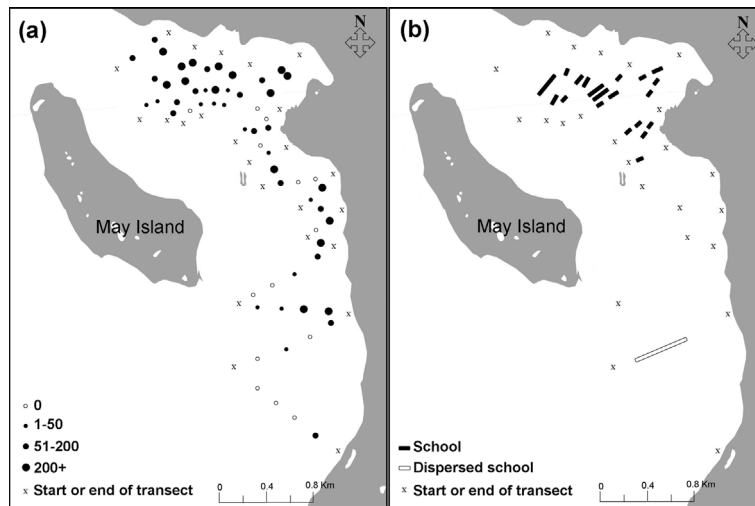 (a)
N
May Island
0
1-50
51-200
200+
x Start or end of transect
0 0.4 0.8 Km
(b)
N
May Island
School
Dispersed school
x Start or end of transect
0 0.4 0.8 Km